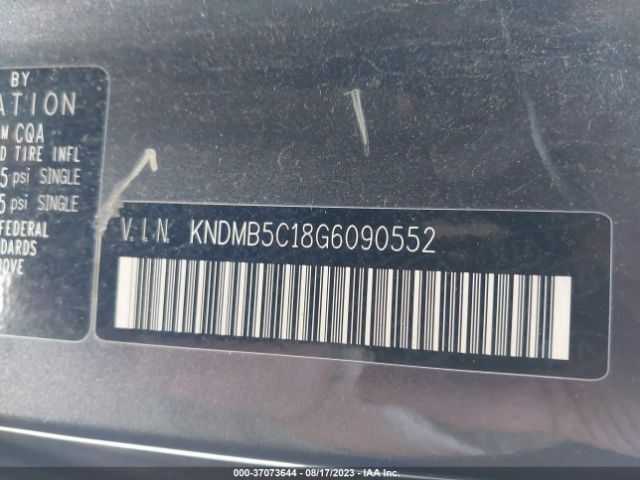 BY
ATION
M CQA
D TIRE INFL
5 psi SINGLE
5 psi SINGLE
FEDERAL
NDARDS
OVE
V.I.N. KNDMB5C18G6090552
000-37073644 / 08/17/2023 - IAA Inc.